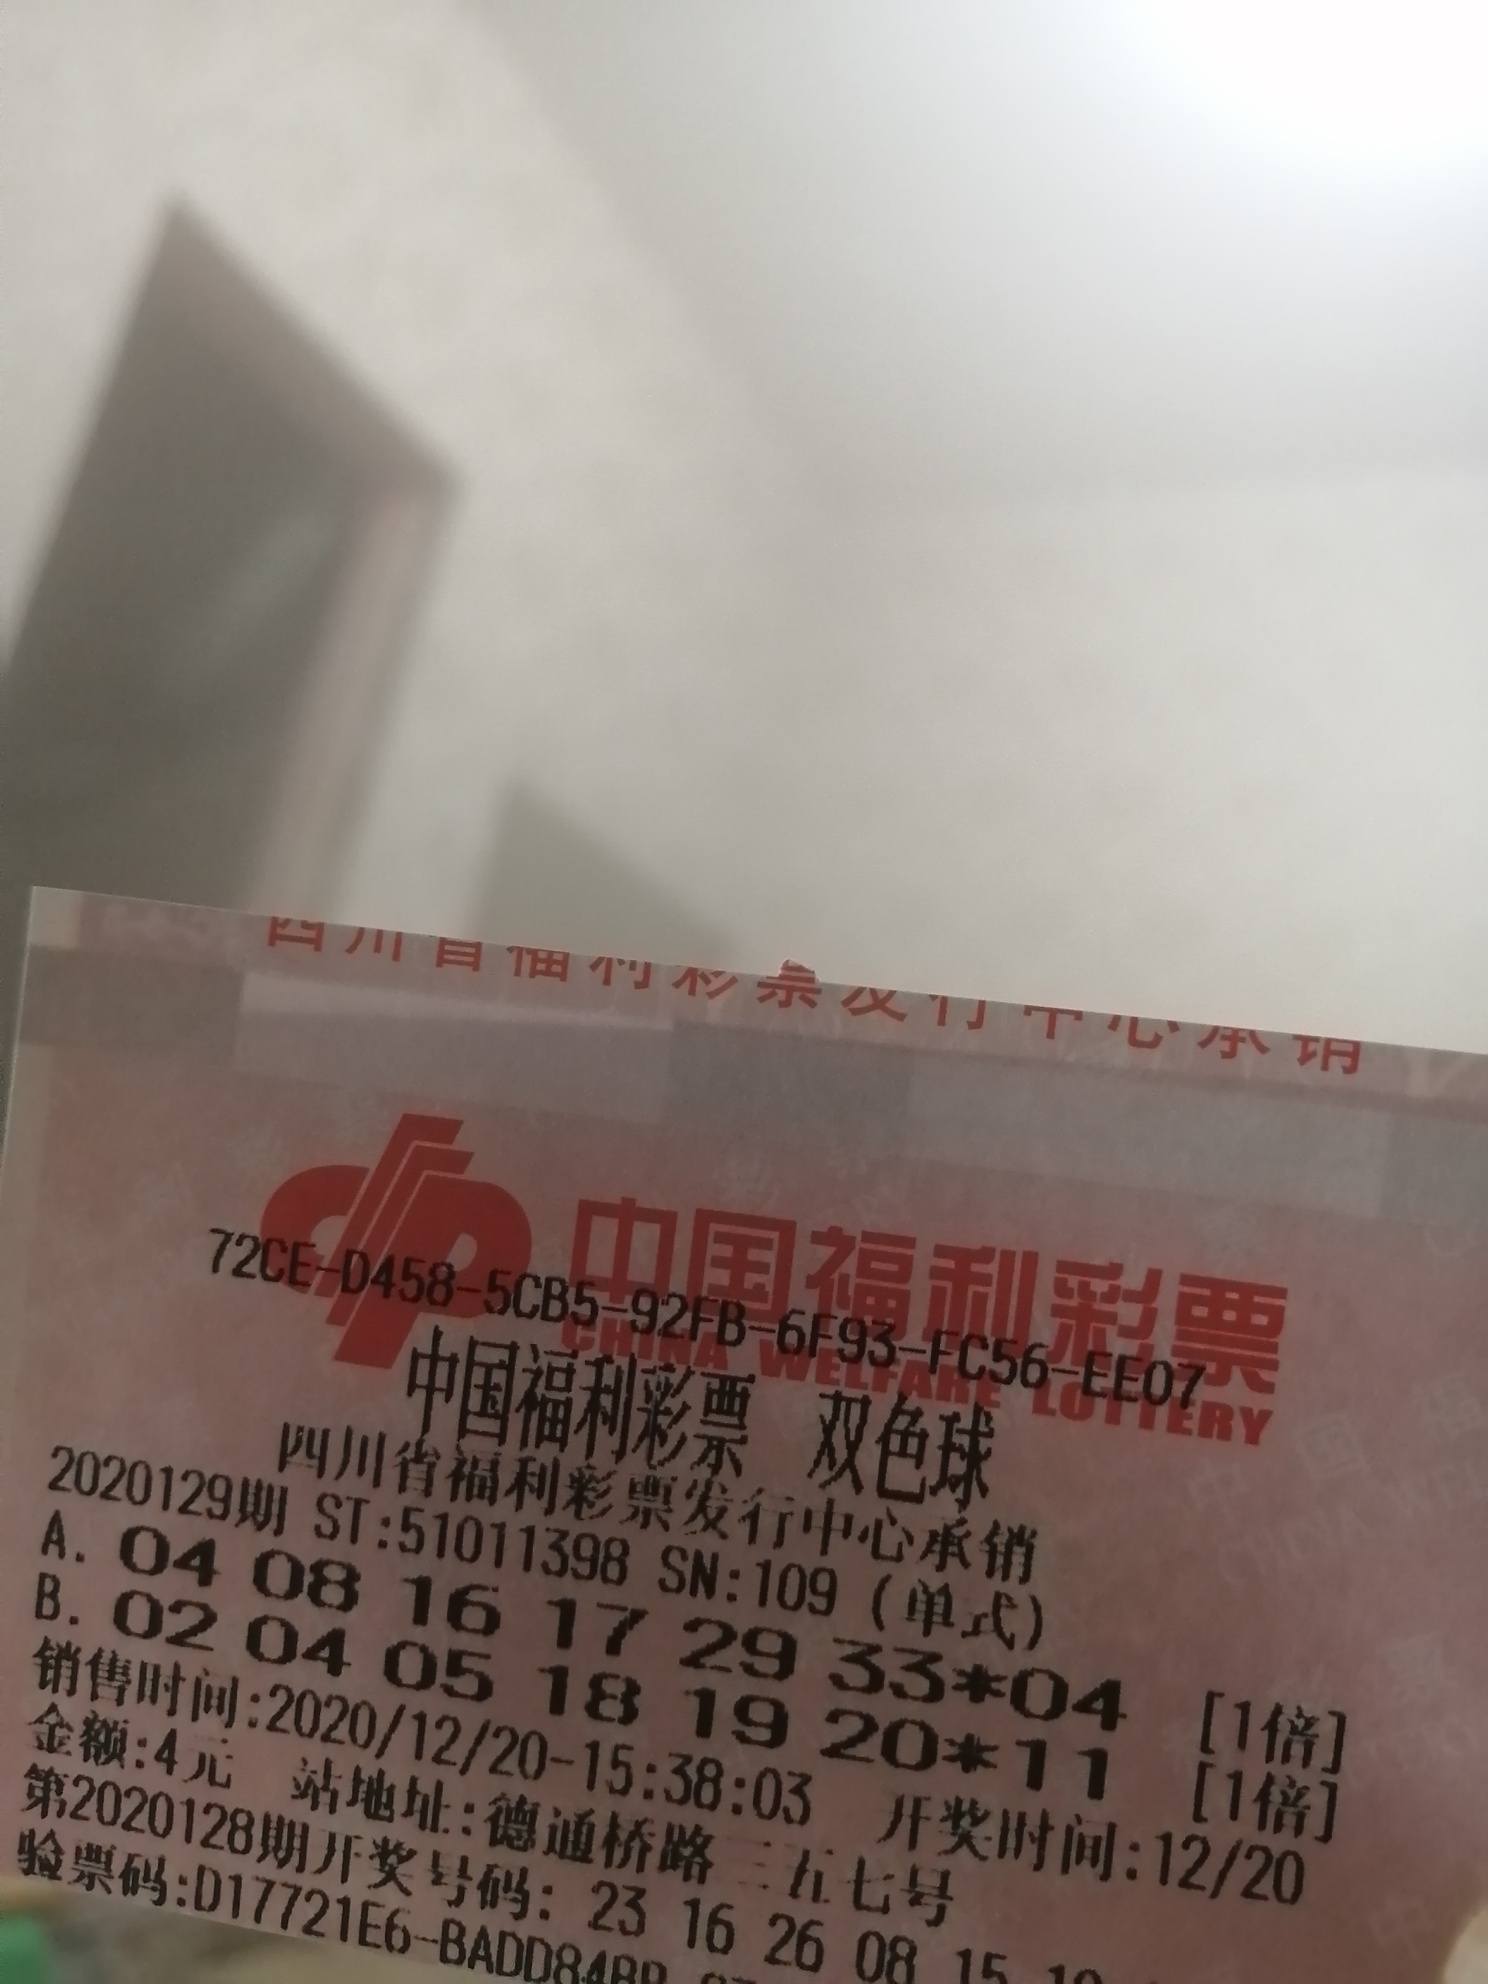 四川省福利彩票发行中心承销
中国福利彩票
CHINA WELFARE LOTTERY
72CE-D458-5CB5-92FB-6F93-FC56-EE07
中国福利彩票 双色球
四川省福利彩票发行中心承销
2020129期 ST:51011398 SN:109 (单式)
A. 04 08 16 17 29 33*04 [1倍]
B. 02 04 05 18 19 20*11 [1倍]
销售时间:2020/12/20-15:38:03 开奖时间:12/20
金额:4元 站地址:德通桥路三五七号
第2020128期开奖号码: 23 16 26 08 15
验票码:D17721E6-BADD84BB